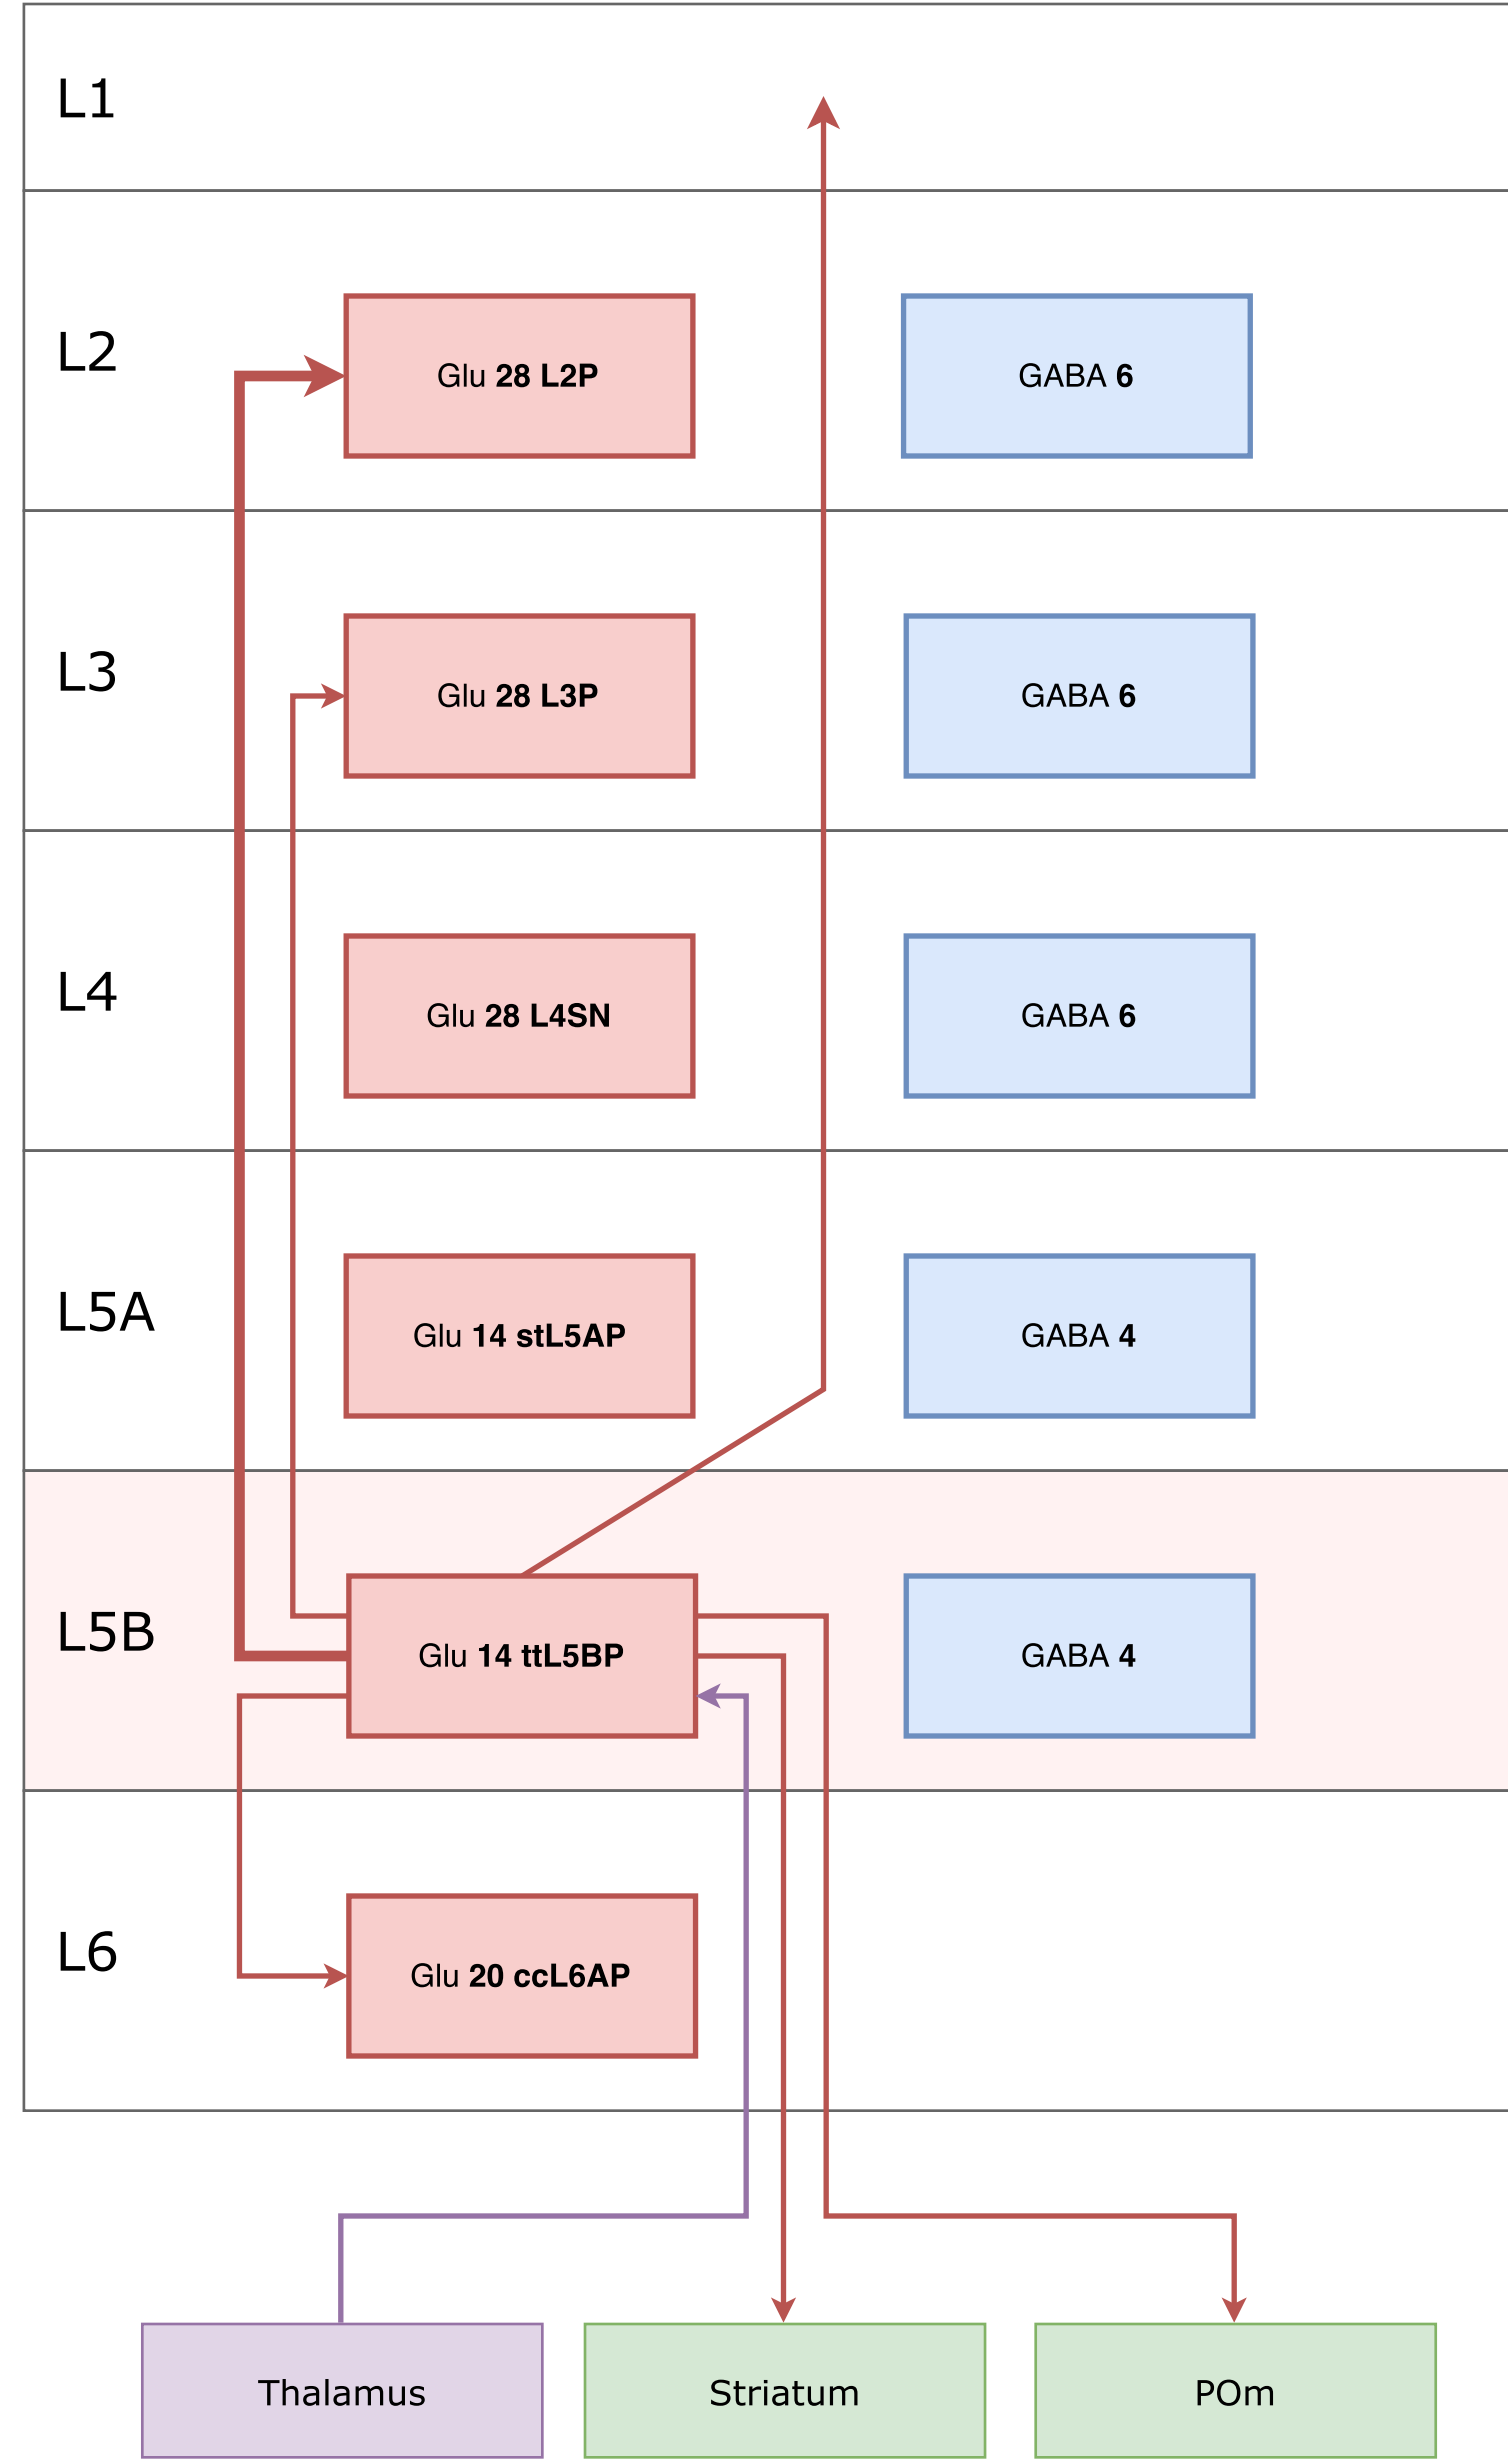 L1
L2
Glu 28 L2P
GABA 6
L3
Glu 28 L3P
GABA 6
L4
Glu 28 L4SN
GABA 6
L5A
Glu 14 stL5AP
GABA 4
L5B
Glu 14 ttL5BP
GABA 4
L6
Glu 20 ccL6AP
Thalamus
Striatum
POm